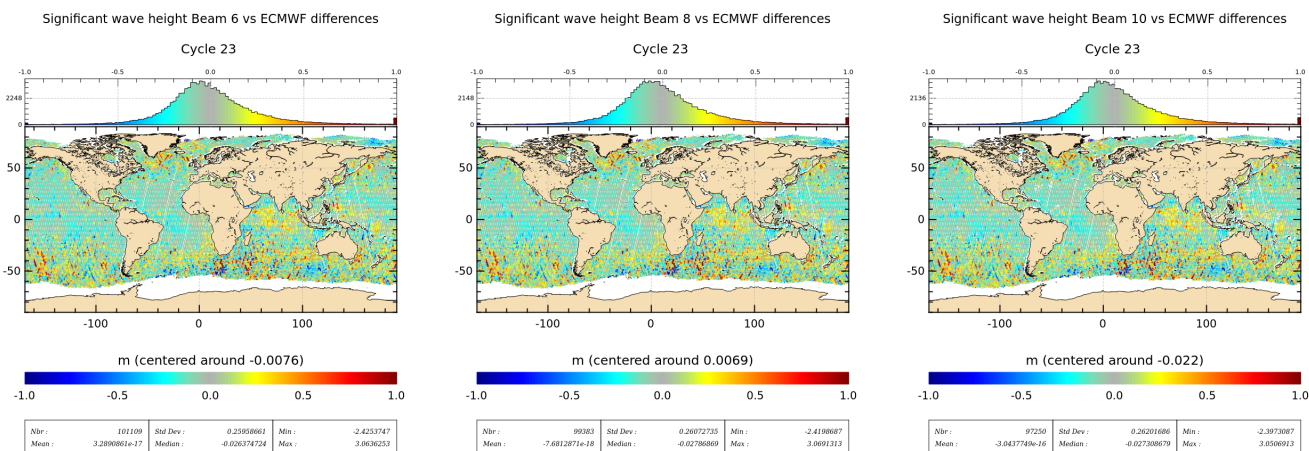 Significant wave height Beam 6 vs ECMWF differences
Cycle 23
-1.0 -0.5 0.0 0.5 1.0
2248
0
50
0
-50
-100 0 100
m (centered around -0.0076)
-1.0 -0.5 0.0 0.5 1.0
Nbr : 101109 Std Dev : 0.25958661 Min : -2.4253747
Mean : 3.2890861e-17 Median : -0.026374724 Max : 3.0636253
Significant wave height Beam 8 vs ECMWF differences
Cycle 23
-1.0 -0.5 0.0 0.5 1.0
2148
0
50
0
-50
-100 0 100
m (centered around 0.0069)
-1.0 -0.5 0.0 0.5 1.0
Nbr : 99383 Std Dev : 0.26072735 Min : -2.4198687
Mean : -7.6812871e-18 Median : -0.02786869 Max : 3.0691313
Significant wave height Beam 10 vs ECMWF differences
Cycle 23
-1.0 -0.5 0.0 0.5 1.0
2136
0
50
0
-50
-100 0 100
m (centered around -0.022)
-1.0 -0.5 0.0 0.5 1.0
Nbr : 97250 Std Dev : 0.26201686 Min : -2.3973087
Mean : -3.0437749e-16 Median : -0.027308679 Max : 3.0506913